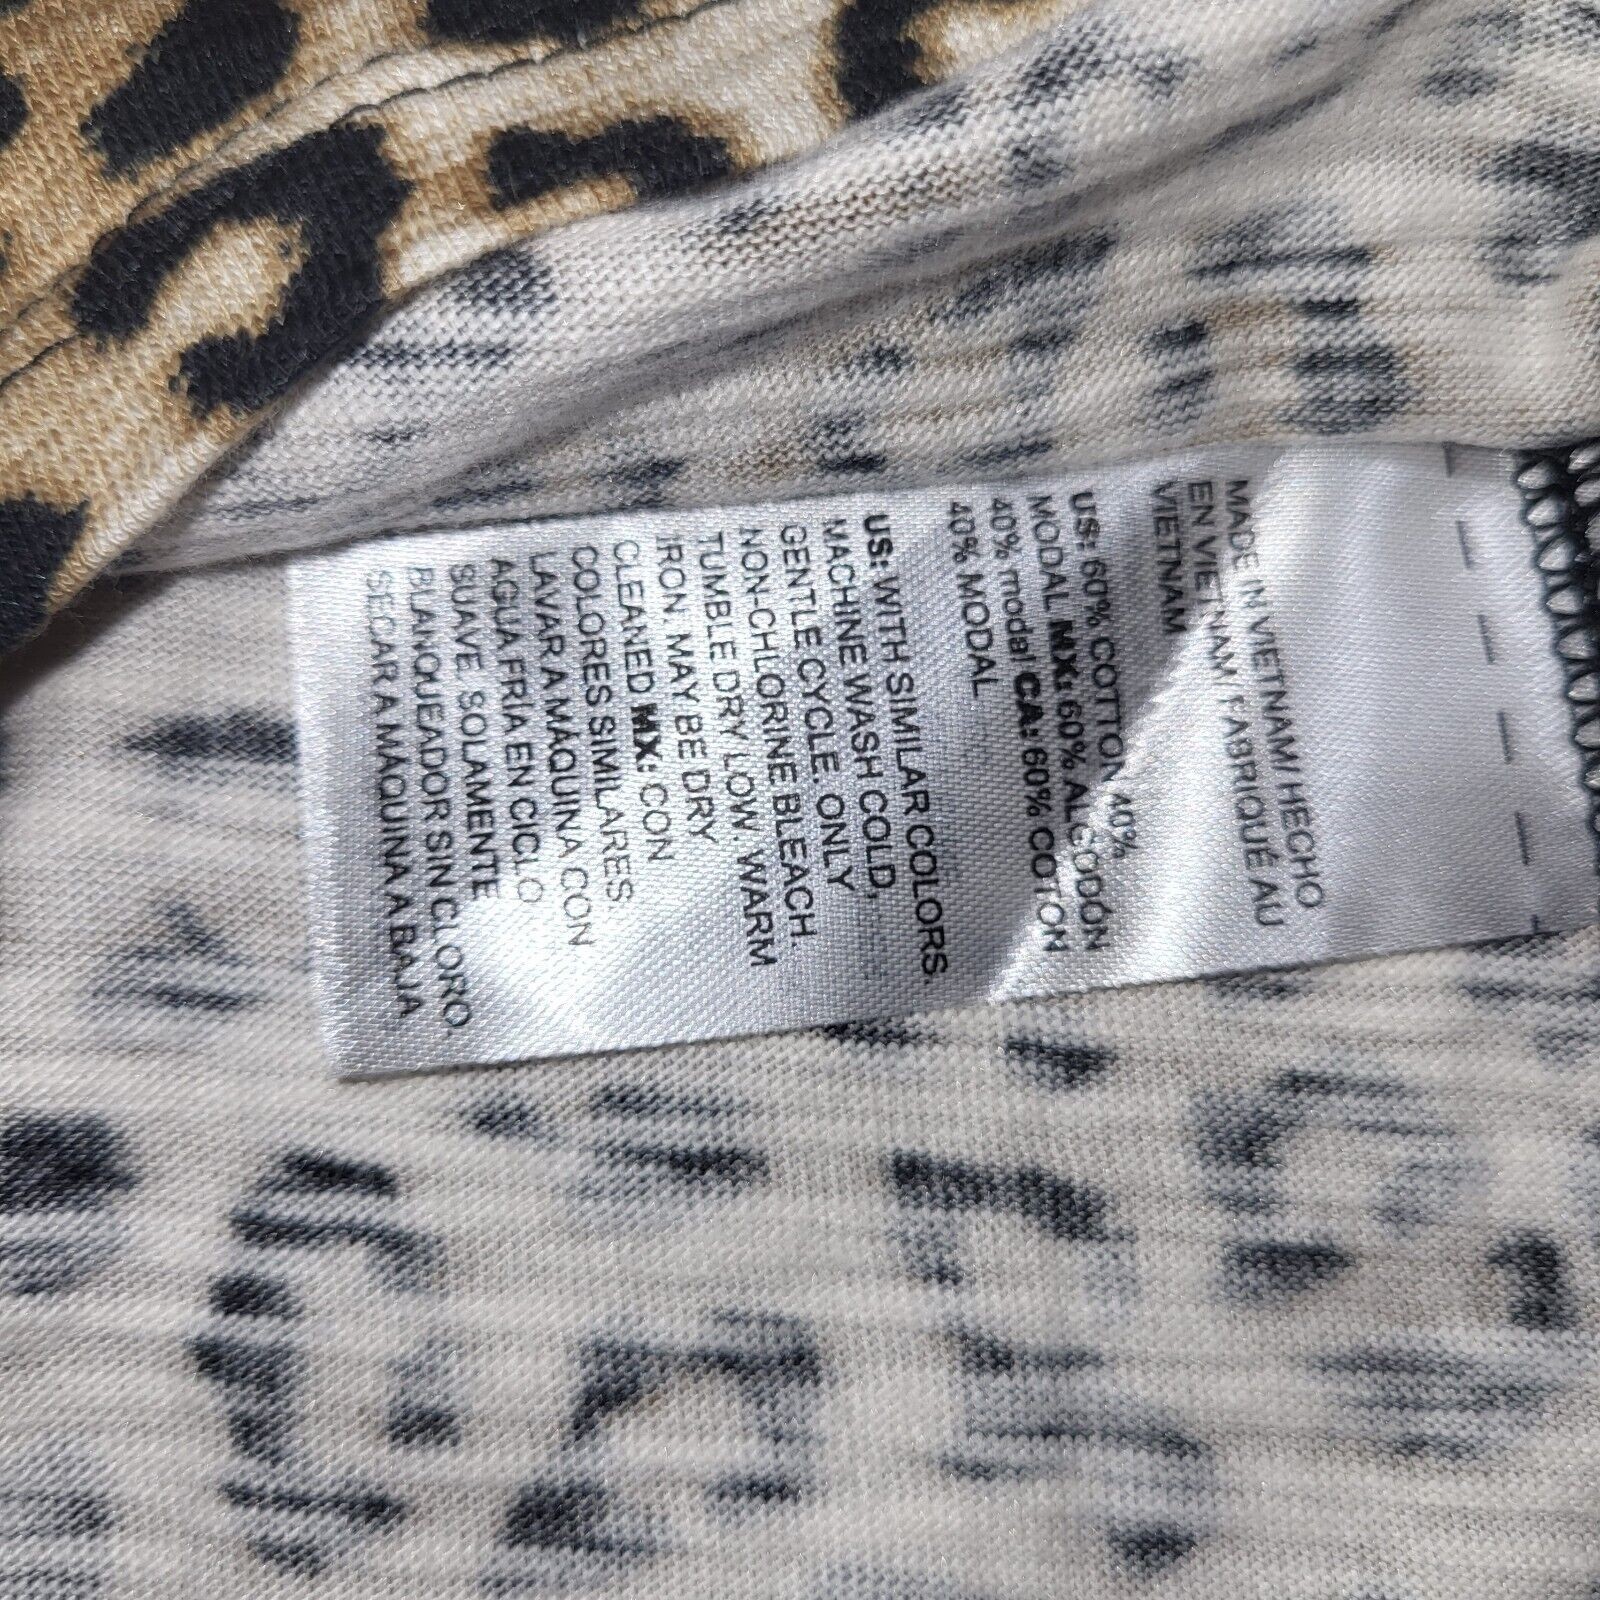 MADE IN VIETNAM / HECHO
EN VIETNAM FABRIQUÉ AU
VIETNAM
US: 60% COTTON 40%
MODAL MX: 60% ALGODÓN
40% modal CA: 60% COTON
40% MODAL
US: WITH SIMILAR COLORS.
MACHINE WASH COLD,
GENTLE CYCLE. ONLY
NON-CHLORINE BLEACH.
TUMBLE DRY LOW. WARM
IRON. MAY BE DRY
CLEANED MX: CON
COLORES SIMILARES
LAVAR A MÁQUINA CON
AGUA FRÍA EN CICLO
SUAVE. SOLAMENTE
BLANQUEADOR SIN CLORO.
SECAR A MÁQUINA A BAJA